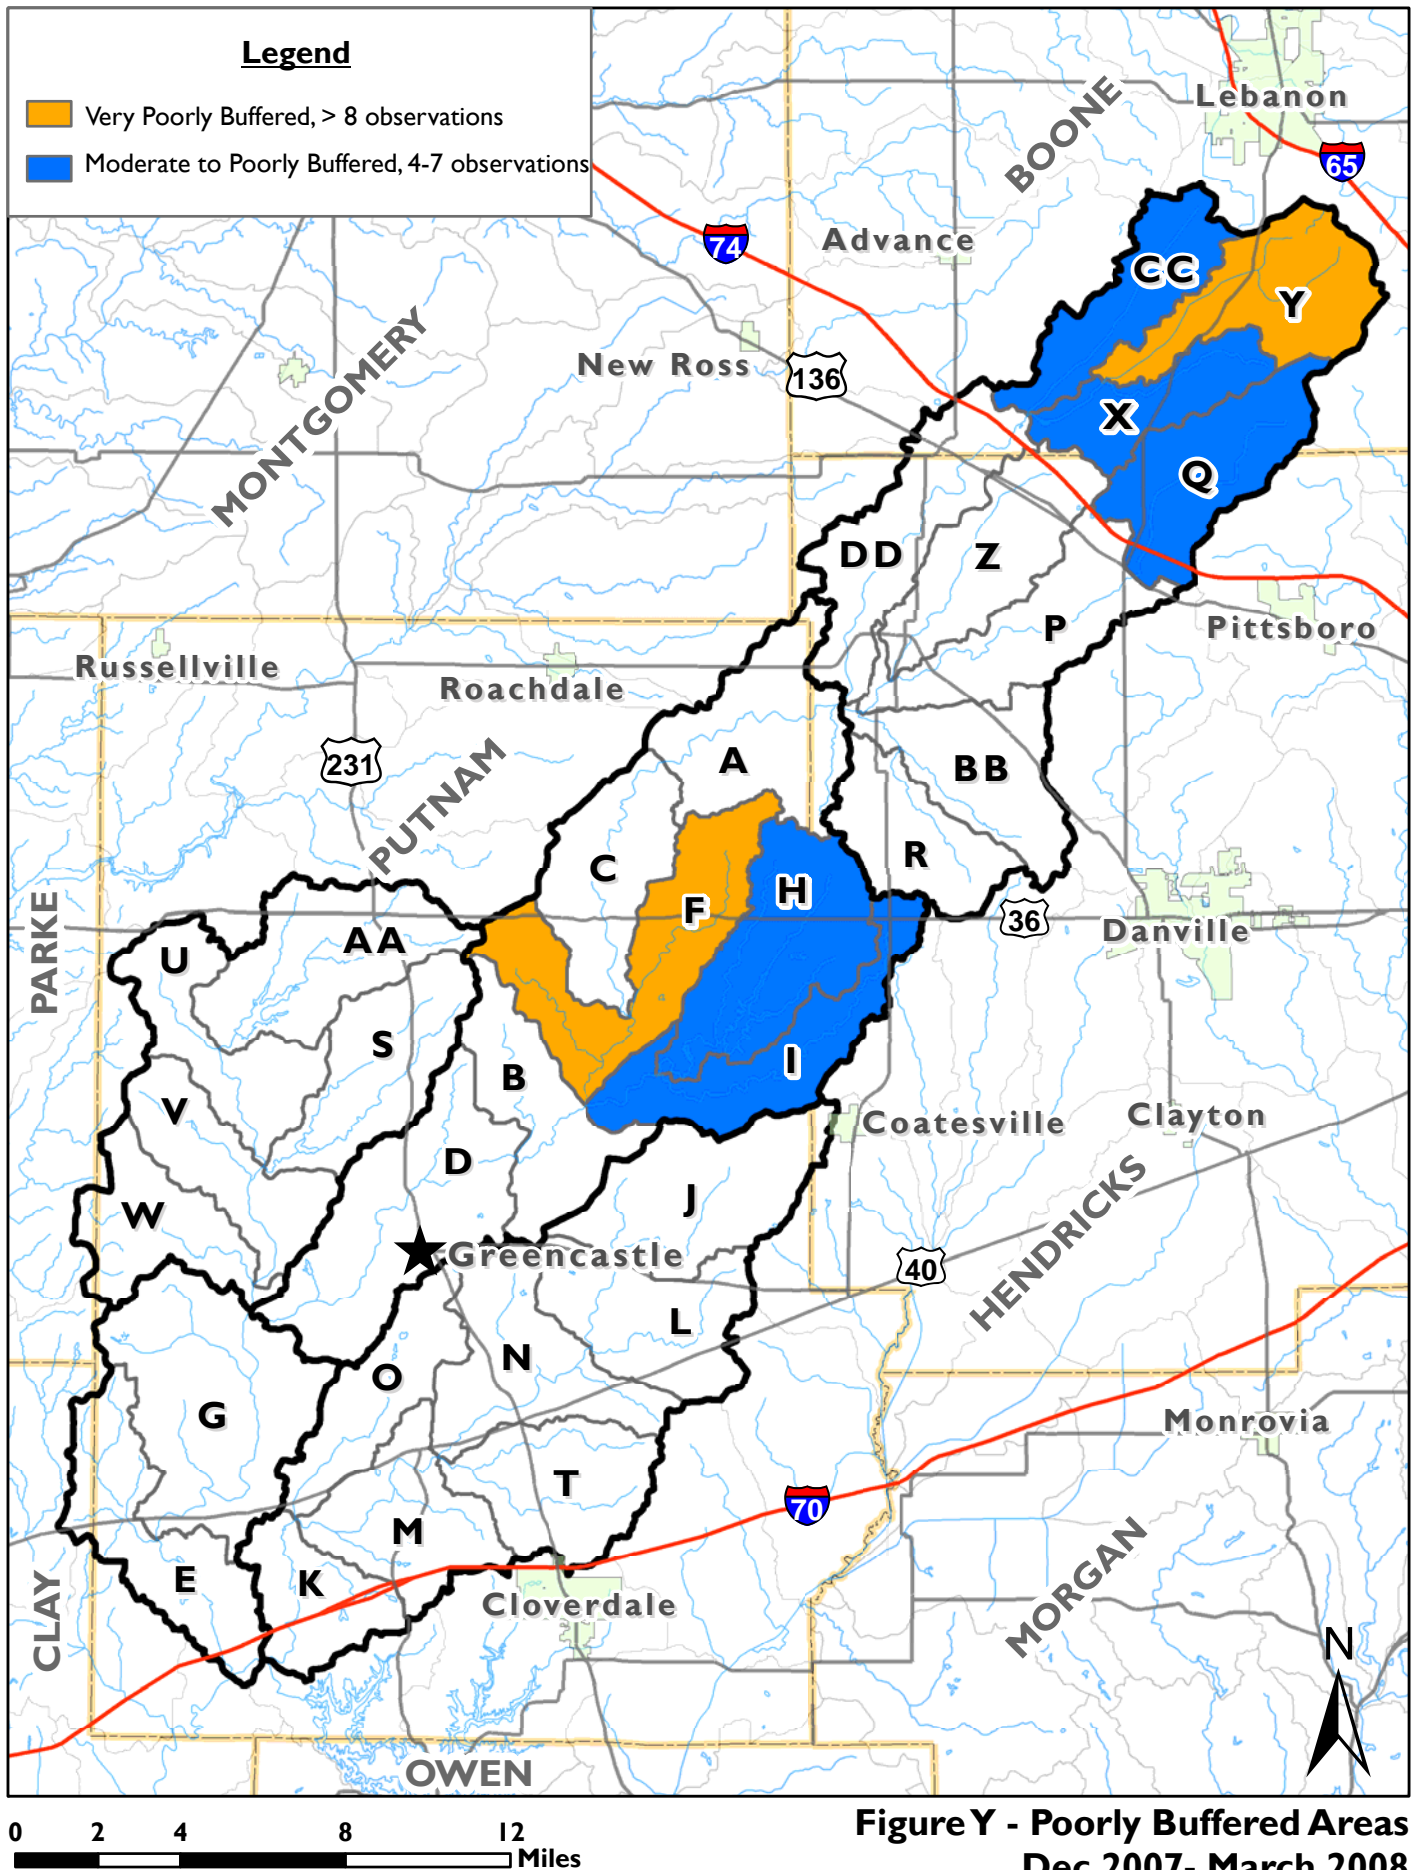 Legend
Very Poorly Buffered, > 8 observations
Moderate to Poorly Buffered, 4-7 observations
Lebanon
BOONE
65
74
Advance
CC
Y
MONTGOMERY
New Ross
136
X
Q
DD
Z
P
Pittsboro
Russellville
Roachdale
231
PUTNAM
A
BB
C
R
H
F
36
Danville
PARKE
U
AA
S
B
I
V
Coatesville
Clayton
D
W
J
HENDRICKS
Greencastle
40
L
N
O
G
Monrovia
T
70
M
MORGAN
E
K
CLAY
Cloverdale
N
OWEN
0 2 4 8 12
Miles
Figure Y - Poorly Buffered Areas
Dec 2007- March 2008